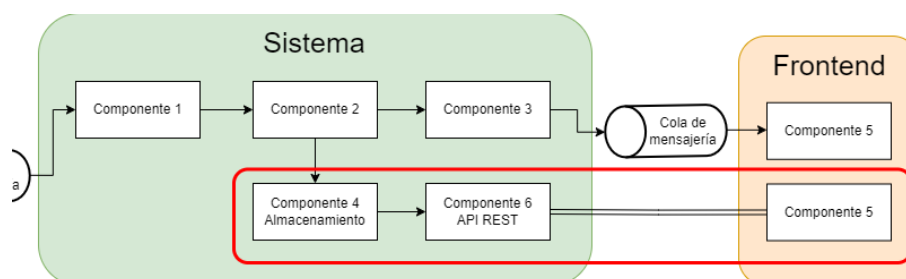 Sistema
Frontend
Componente 1
Componente 2
Componente 3
Cola de
mensajería
Componente 5
a
Componente 4
Almacenamiento
Componente 6
API REST
Componente 5